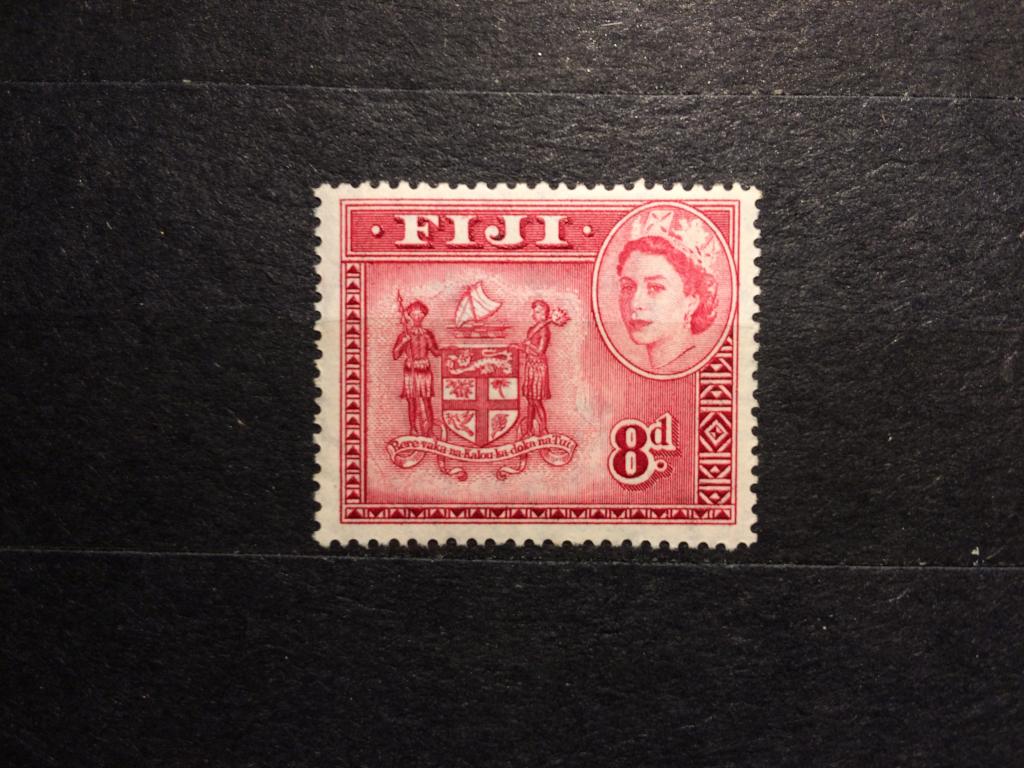 · FIJI ·
Rere·vaka·na·Kalou·ka·doka·na·Tui
8d.